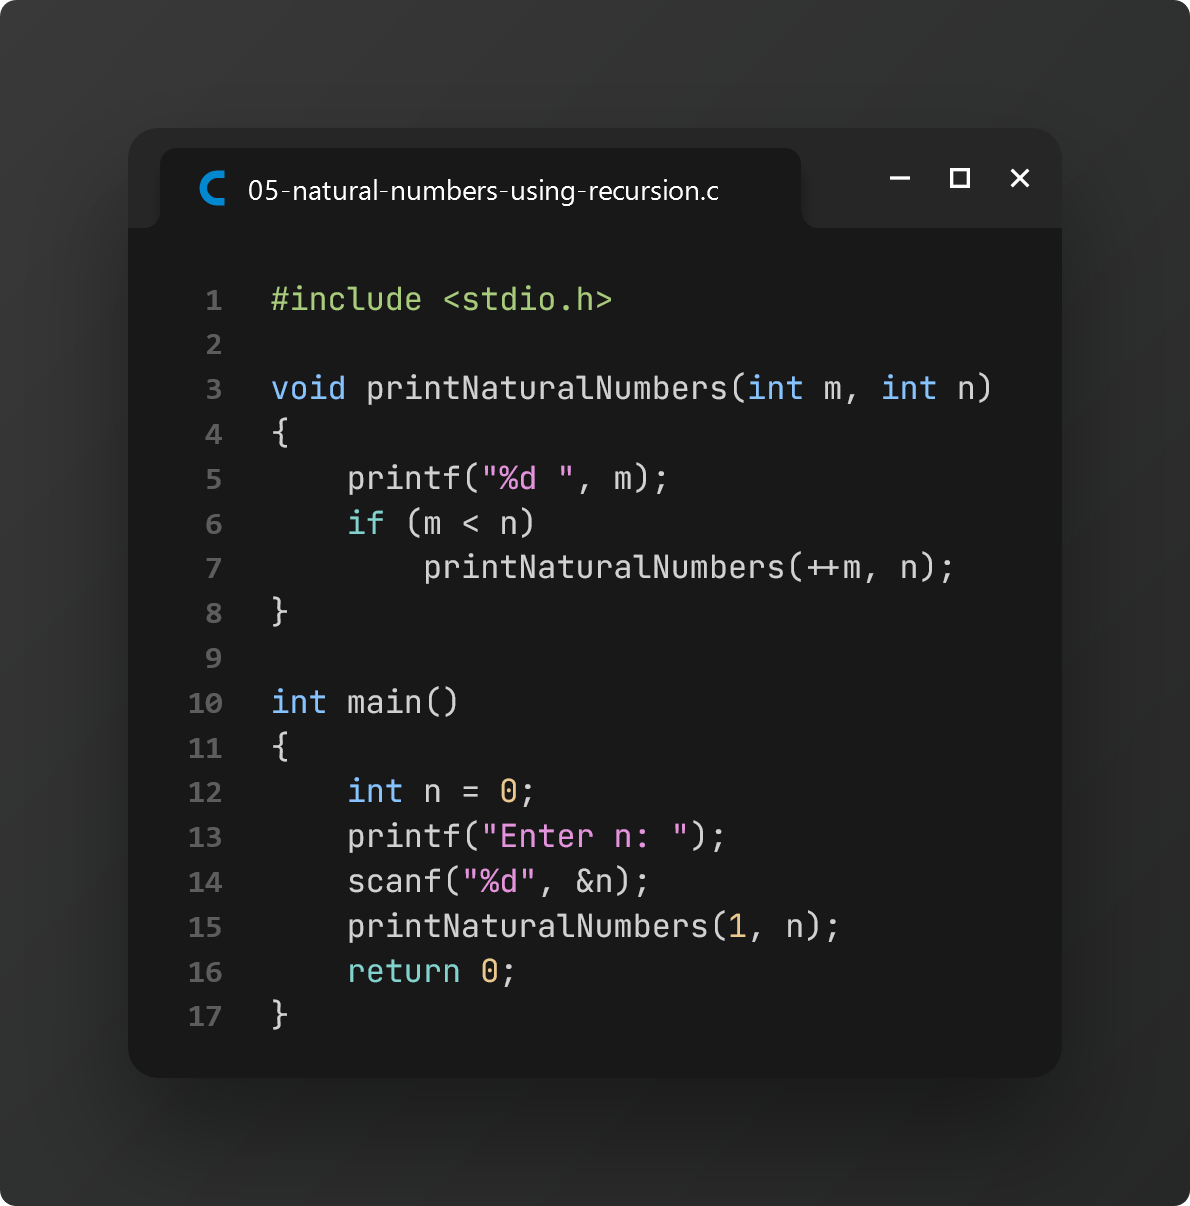 05-natural-numbers-using-recursion.c
1 #include <stdio.h>
2
3 void printNaturalNumbers(int m, int n)
4 {
5     printf("%d ", m);
6     if (m < n)
7         printNaturalNumbers(++m, n);
8 }
9
10 int main()
11 {
12     int n = 0;
13     printf("Enter n: ");
14     scanf("%d", &n);
15     printNaturalNumbers(1, n);
16     return 0;
17 }